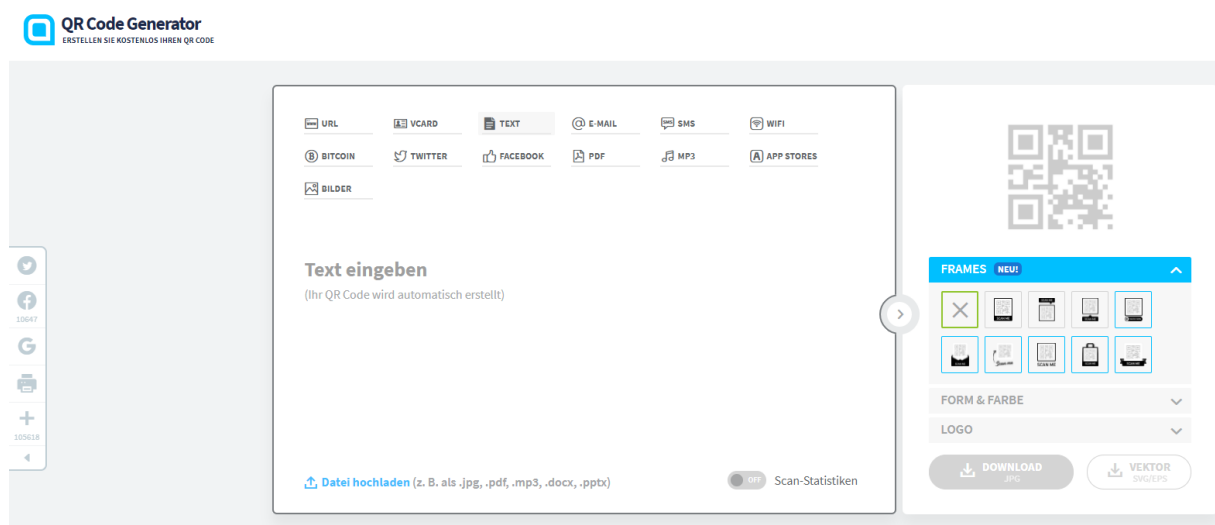 QR Code Generator
ERSTELLEN SIE KOSTENLOS IHREN QR CODE
URL VCARD TEXT E-MAIL SMS WIFI
BITCOIN TWITTER FACEBOOK PDF MP3 APP STORES
BILDER
Text eingeben
(Ihr QR Code wird automatisch erstellt)
Datei hochladen (z. B. als .jpg, .pdf, .mp3, .docx, .pptx)
OFF Scan-Statistiken
10647
G
105618
FRAMES NEU!
SCAN ME
FORM & FARBE
LOGO
DOWNLOAD
.JPG
VEKTOR
SVG/EPS